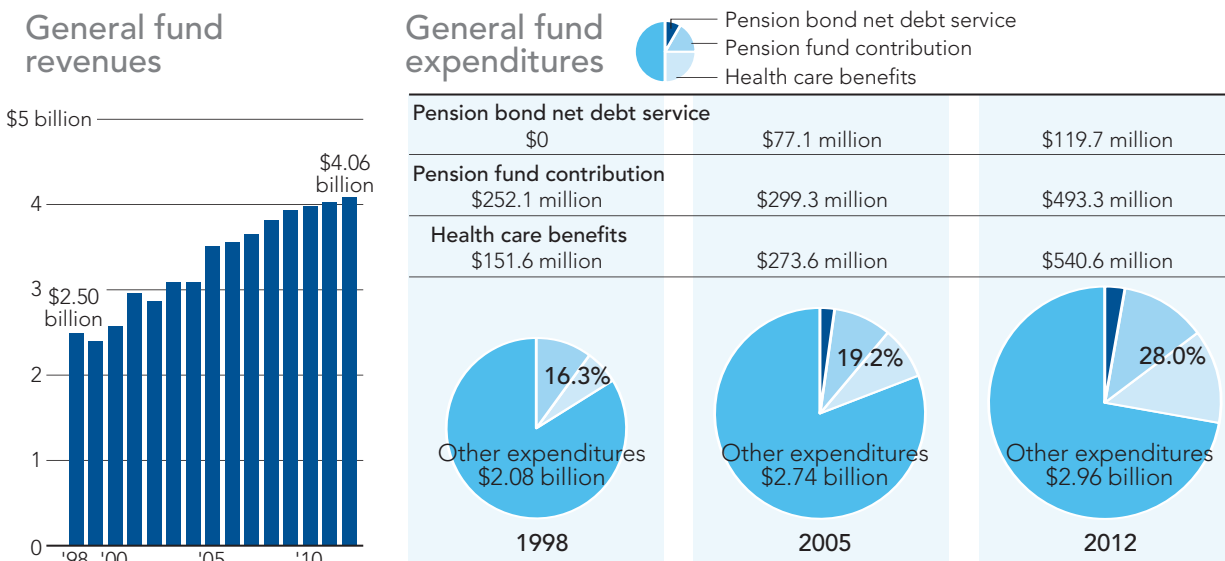 General fund
revenues
$5 billion
4
3
2
1
0
$2.50
billion
$4.06
billion
'98 '00 '05 '10
General fund
expenditures
Pension bond net debt service
Pension fund contribution
Health care benefits
Pension bond net debt service
$0 $77.1 million $119.7 million
Pension fund contribution
$252.1 million $299.3 million $493.3 million
Health care benefits
$151.6 million $273.6 million $540.6 million
16.3% 19.2% 28.0%
Other expenditures Other expenditures Other expenditures
$2.08 billion $2.74 billion $2.96 billion
1998 2005 2012